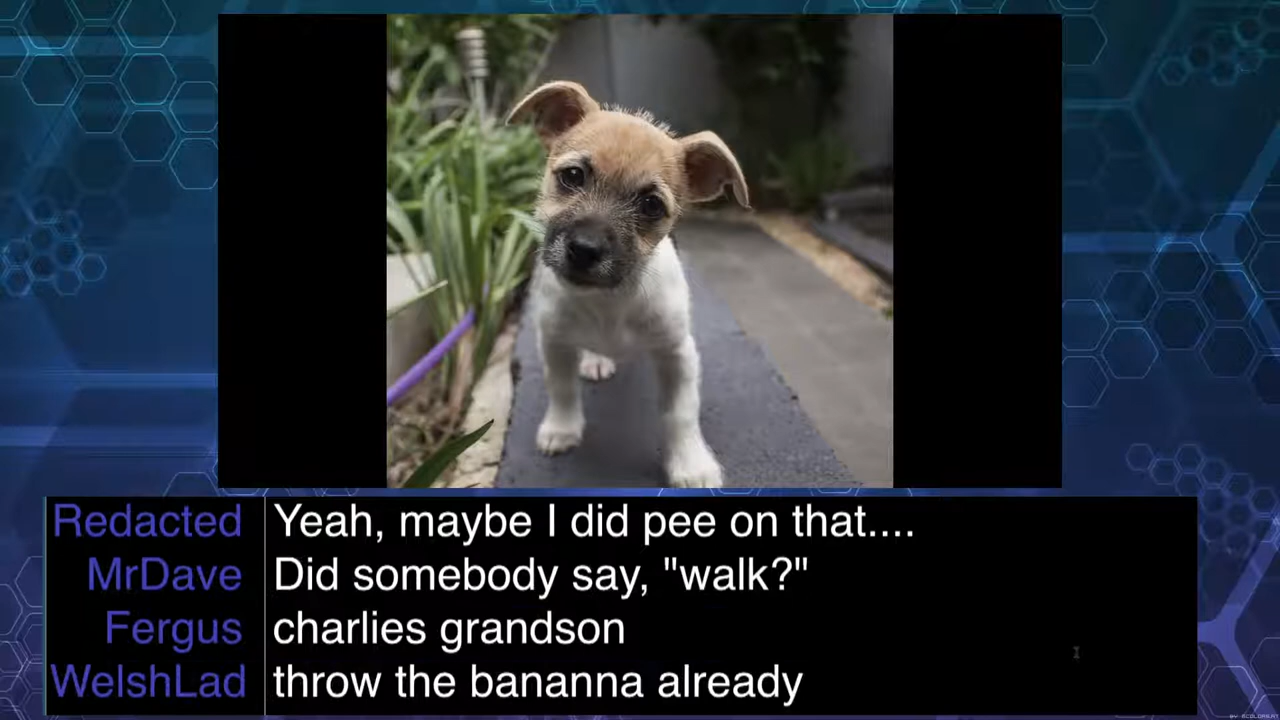 Redacted Yeah, maybe I did pee on that....
MrDave Did somebody say, "walk?"
Fergus charlies grandson
WelshLad throw the bananna already